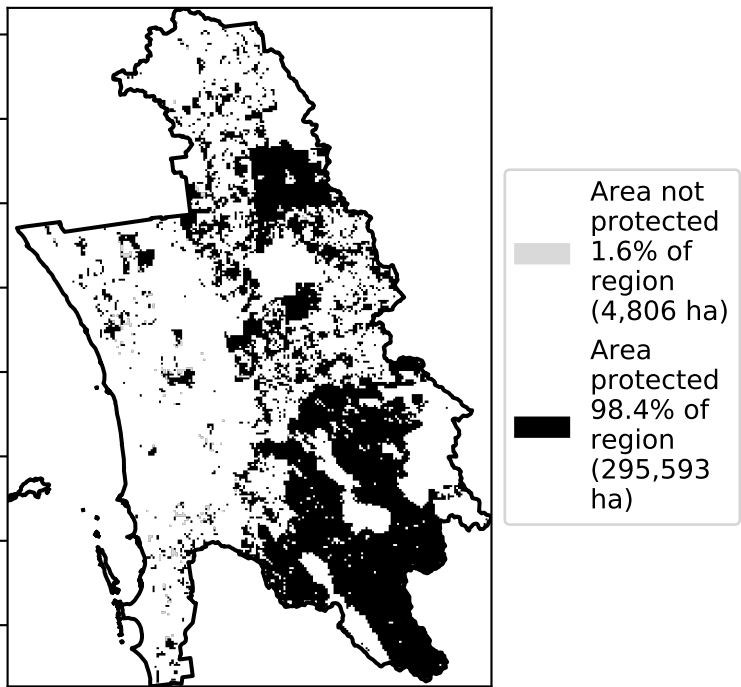 Area not
protected
1.6% of
region
(4,806 ha)
Area
protected
98.4% of
region
(295,593
ha)